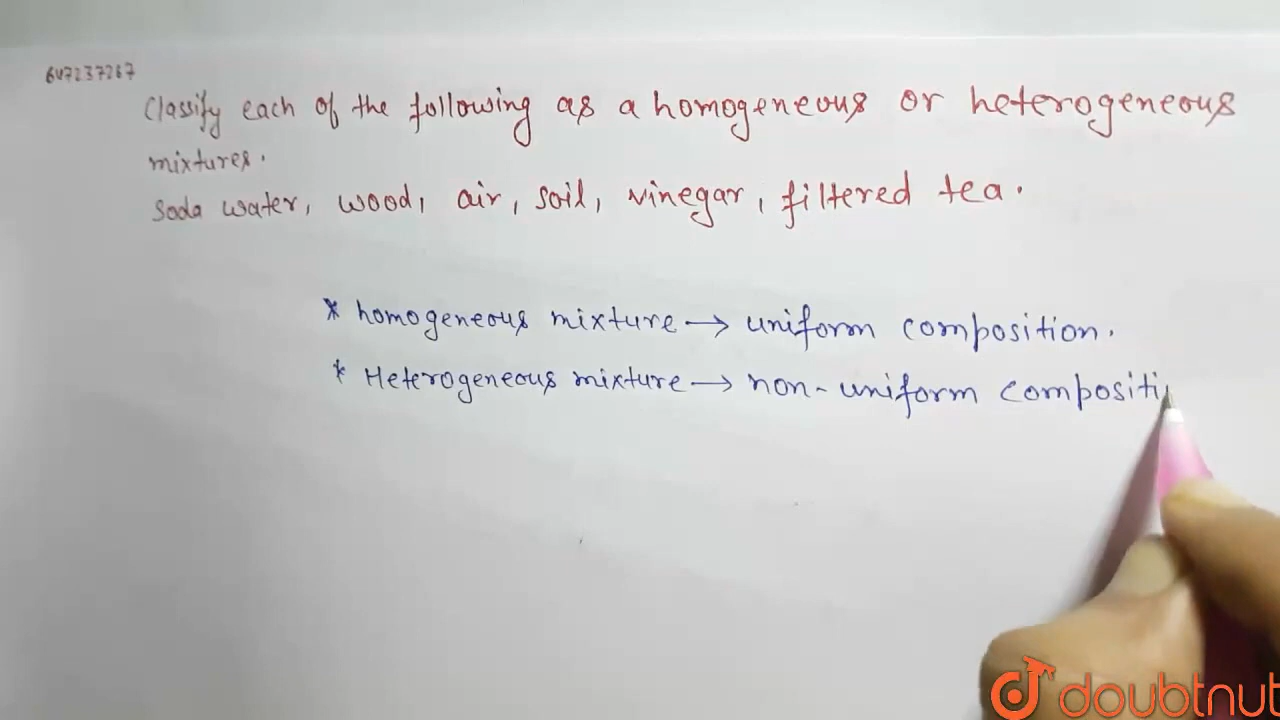 647237267
Classify each of the following as a homogeneous or heterogeneous
mixtures.
Soda water, wood, air, soil, vinegar, filtered tea.
* homogeneous mixture → uniform composition.
* Heterogeneous mixture → non-uniform compositi
doubtnut